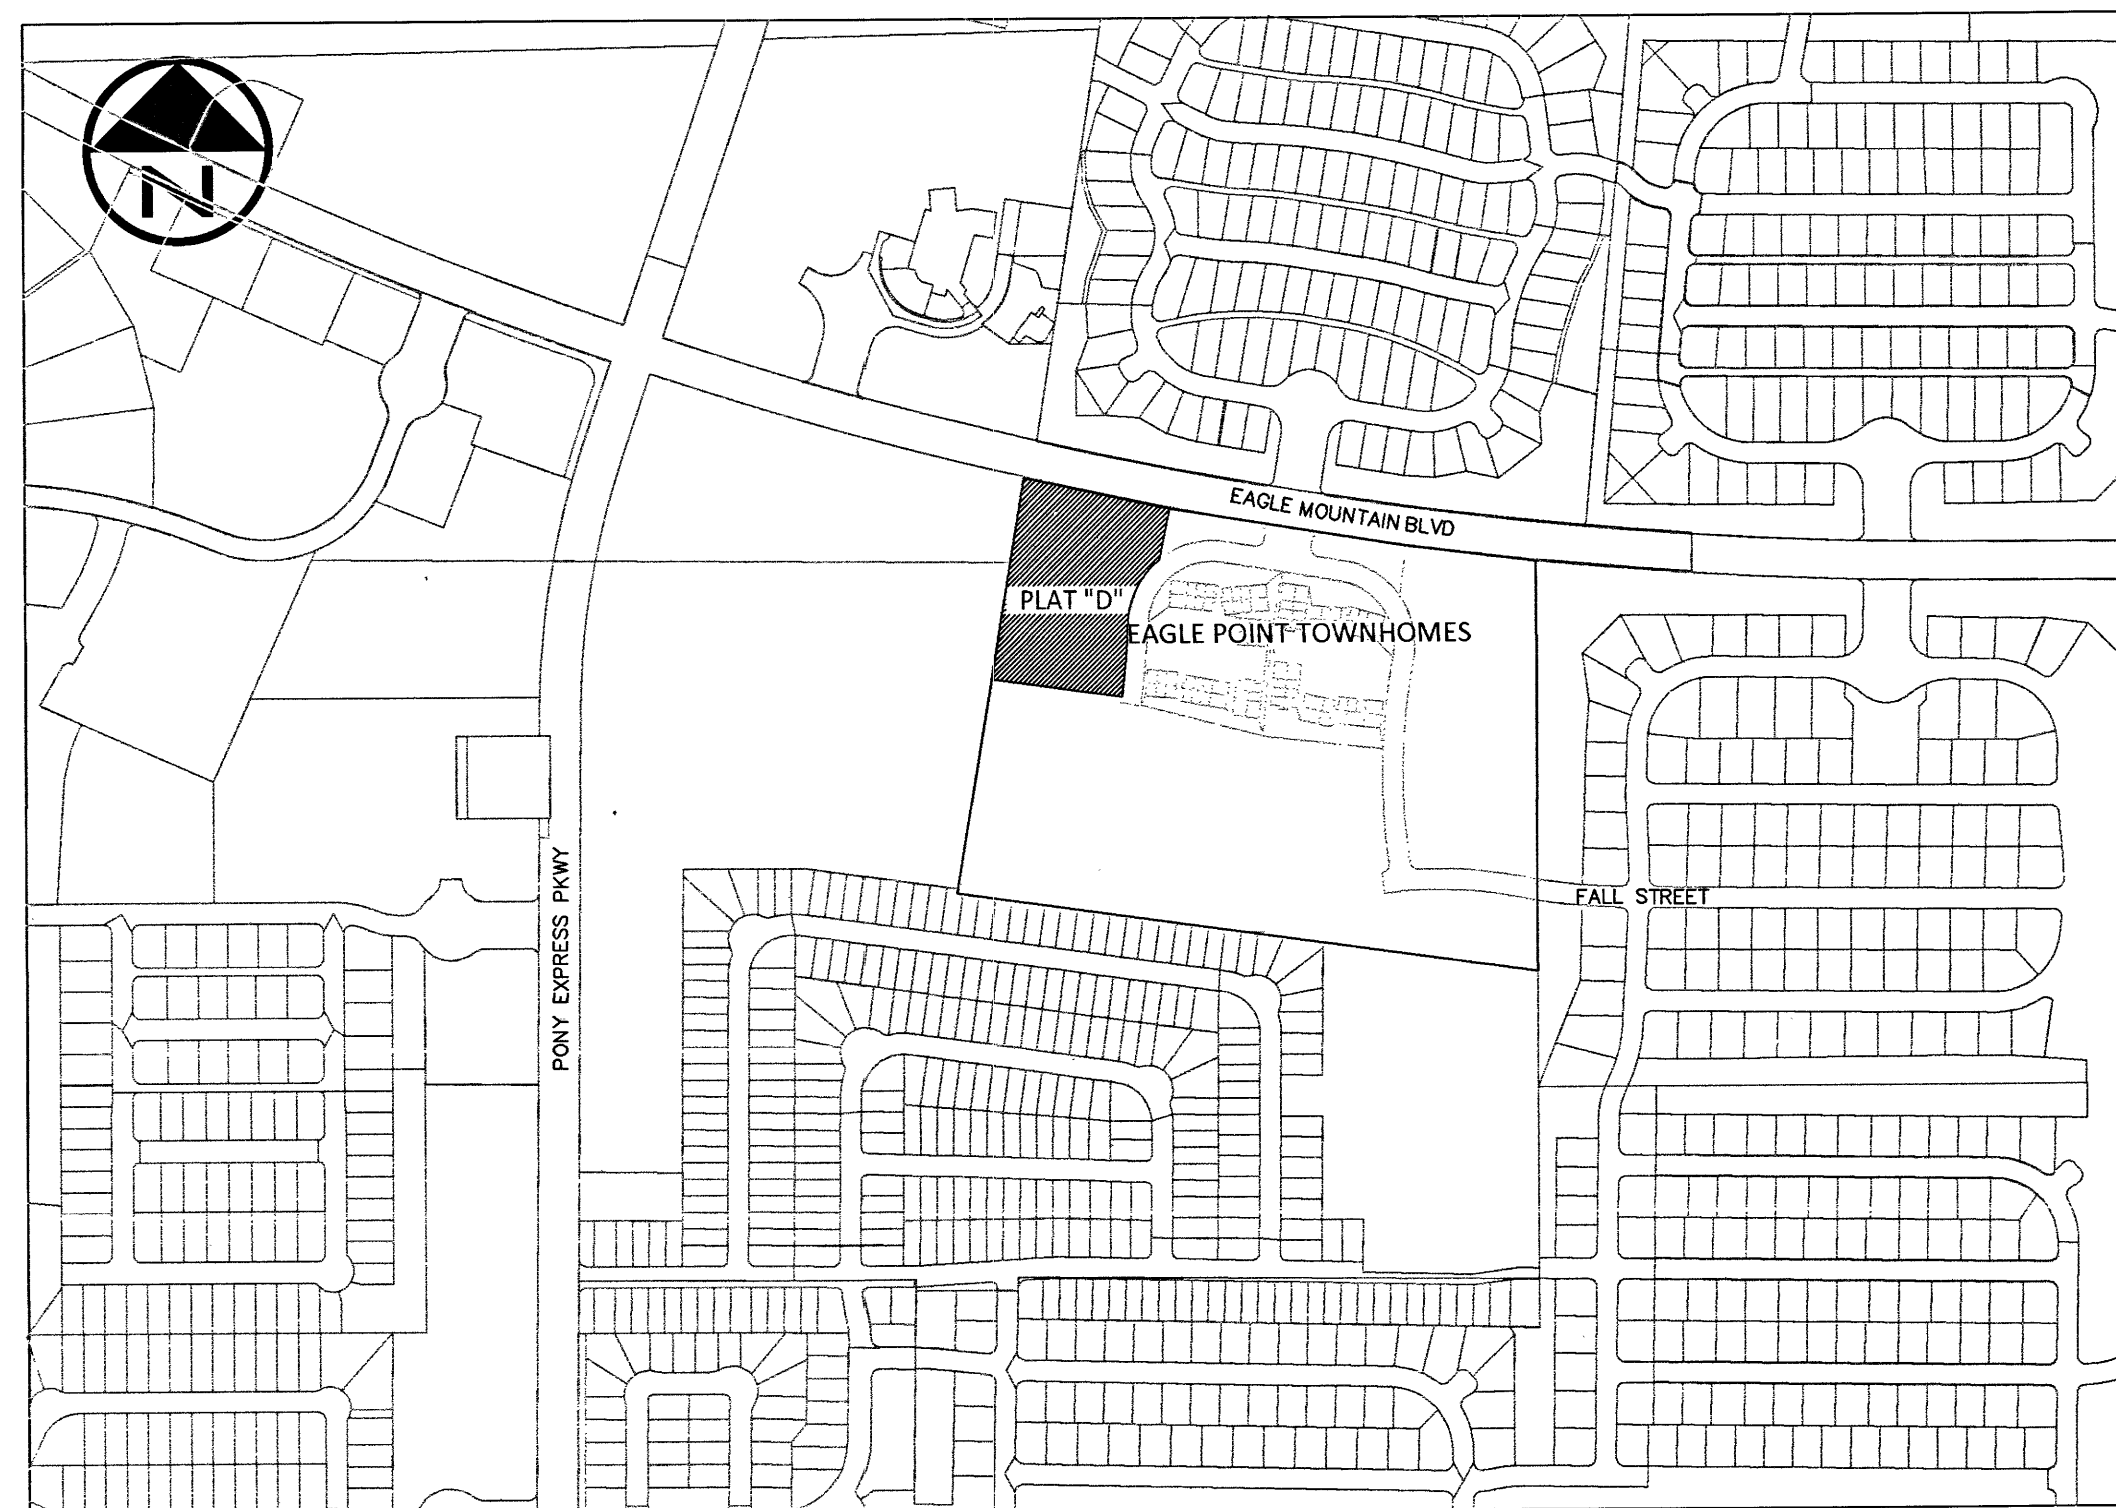 N
EAGLE MOUNTAIN BLVD
PLAT "D"
EAGLE POINT TOWNHOMES
PONY EXPRESS PKWY
FALL STREET